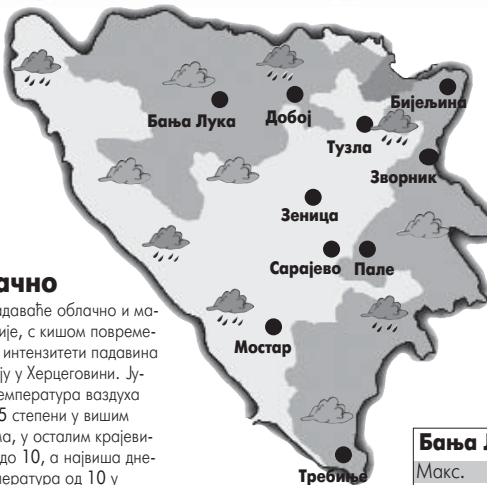 Бања Лука
Добој
Бијељина
Тузла
Зворник
Зеница
Сарајево
Пале
Мостар
Требиње
ачно
адаваће облачно и ма-
ије, с кишом повреме-
интензитети падавина
ју у Херцеговини. Ју-
емпература ваздуха
5 степени у вишим
ма, у осталим крајеви-
до 10, а највиша дне-
пература од 10 у
Бања Л
Макс.